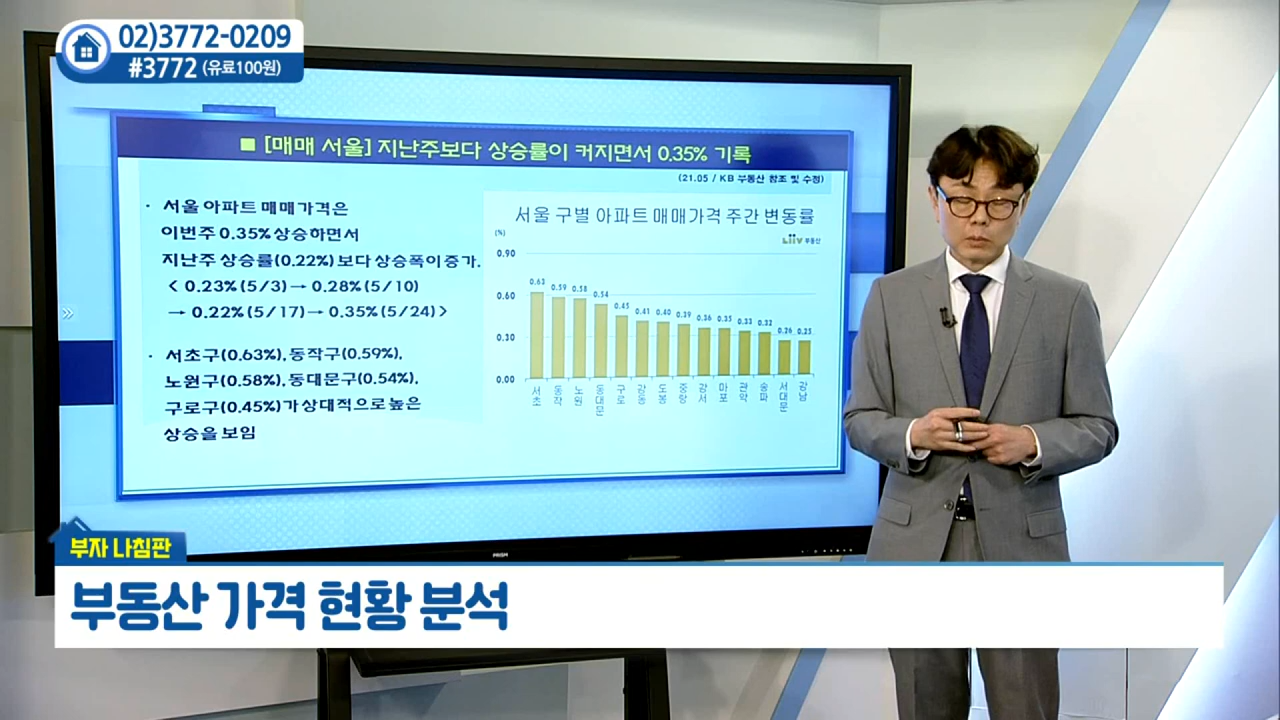 02)3772-0209
#3772 (유료100원)
■ [매매 서울] 지난주보다 상승률이 커지면서 0.35% 기록
(21.05 / KB 부동산 참조 및 수정)
· 서울 아파트 매매가격은
이번주 0.35% 상승하면서
지난주 상승률(0.22%) 보다 상승폭이 증가.
< 0.23% (5/3) → 0.28% (5/10)
→ 0.22% (5/17) → 0.35% (5/24) >
· 서초구(0.63%), 동작구(0.59%),
노원구(0.58%), 동대문구(0.54%),
구로구(0.45%)가 상대적으로 높은
상승을 보임
서울 구별 아파트 매매가격 주간 변동률
(%)
Liiv 부동산
0.90
0.60
0.30
0.00
0.63 0.59 0.58 0.54 0.45 0.41 0.40 0.39 0.36 0.35 0.33 0.32 0.26 0.25
서초 동작 노원 동대문 구로 강동 도봉 중랑 강서 마포 관악 송파 서대문 강남
PRISM
부자 나침판
부동산 가격 현황 분석